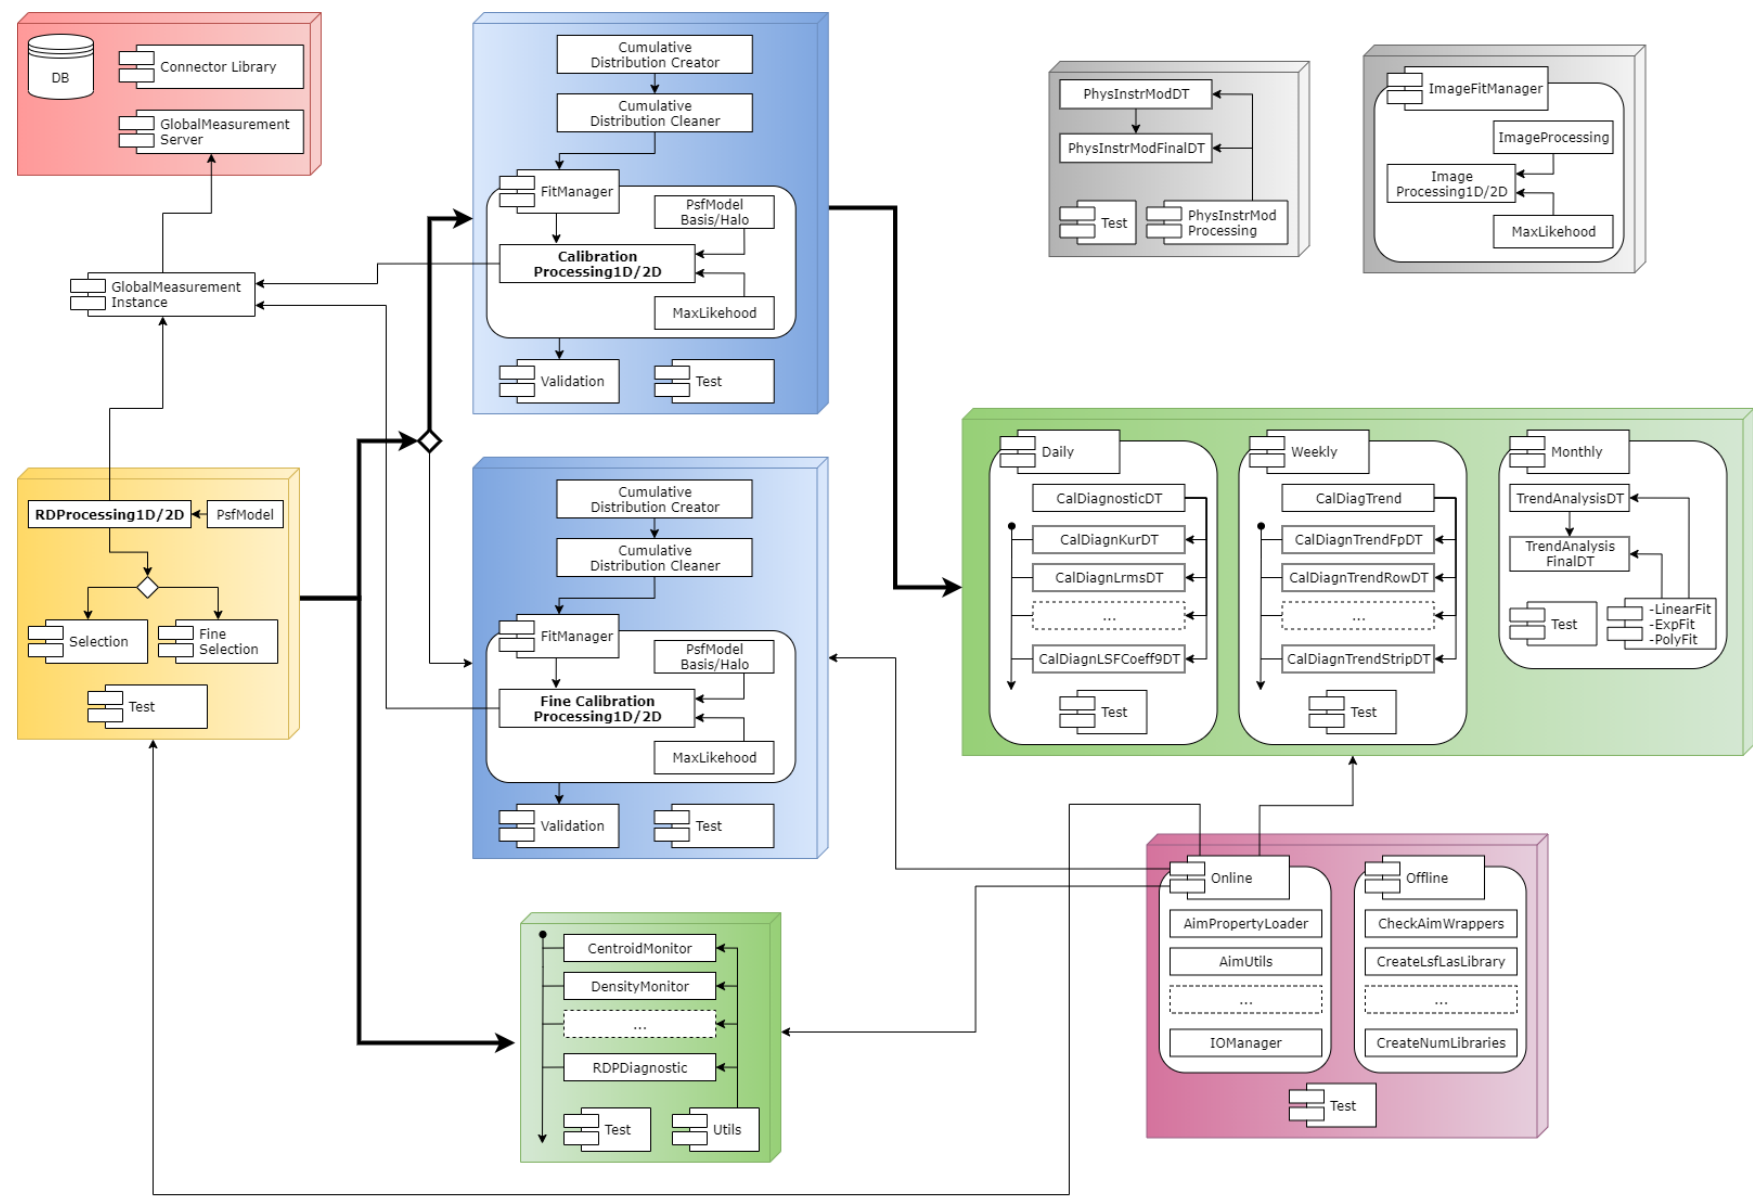 DB
Connector Library
GlobalMeasurement
Server
GlobalMeasurement
Instance
RDProcessing1D/2D
PsfModel
Selection
Fine
Selection
Test
Cumulative
Distribution Creator
Cumulative
Distribution Cleaner
FitManager
PsfModel
Basis/Halo
Calibration
Processing1D/2D
MaxLikehood
Validation
Test
Cumulative
Distribution Creator
Cumulative
Distribution Cleaner
FitManager
PsfModel
Basis/Halo
Fine Calibration
Processing1D/2D
MaxLikehood
Validation
Test
CentroidMonitor
DensityMonitor
...
RDPDiagnostic
Test
Utils
PhysInstrModDT
PhysInstrModFinalDT
Test
PhysInstrMod
Processing
ImageFitManager
ImageProcessing
Image
Processing1D/2D
MaxLikehood
Daily
CalDiagnosticDT
CalDiagnKurDT
CalDiagnLrmsDT
...
CalDiagnLSFCoeff9DT
Test
Weekly
CalDiagTrend
CalDiagnTrendFpDT
CalDiagnTrendRowDT
...
CalDiagnTrendStripDT
Test
Monthly
TrendAnalysisDT
TrendAnalysis
FinalDT
Test
-LinearFit
-ExpFit
-PolyFit
Online
AimPropertyLoader
AimUtils
...
IOManager
Offline
CheckAimWrappers
CreateLsfLasLibrary
...
CreateNumLibraries
Test